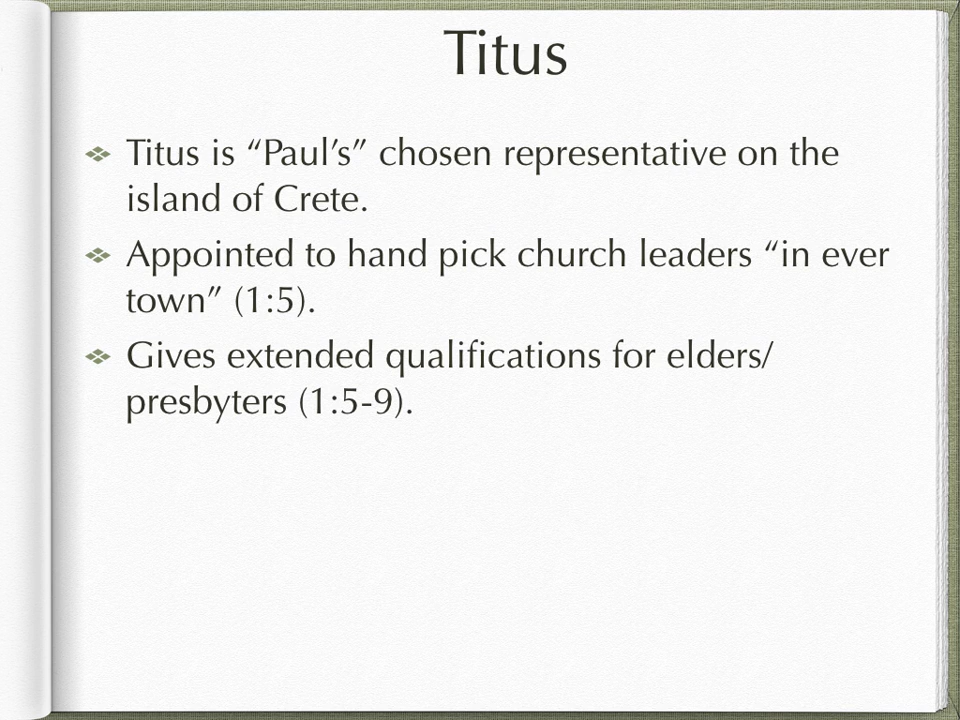 Titus
Titus is “Paul’s” chosen representative on the
island of Crete.
Appointed to hand pick church leaders “in ever
town” (1:5).
Gives extended qualifications for elders/
presbyters (1:5-9).